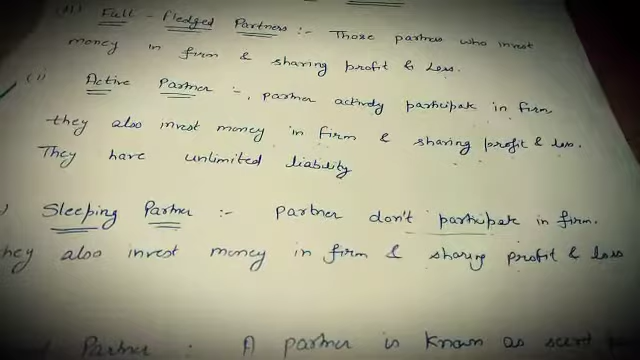 (A) Full - Fledged Partners :- Those partners who invest
money in firm & sharing profit & Loss.
(i) Active Partner :-, partner actively participate in firm
they also invest money in firm & sharing profit & loss.
They have unlimited liability
) Sleeping Partner :- Partner don't participate in firm.
They also invest money in firm & sharing profit & loss
Partner : A partner is known as